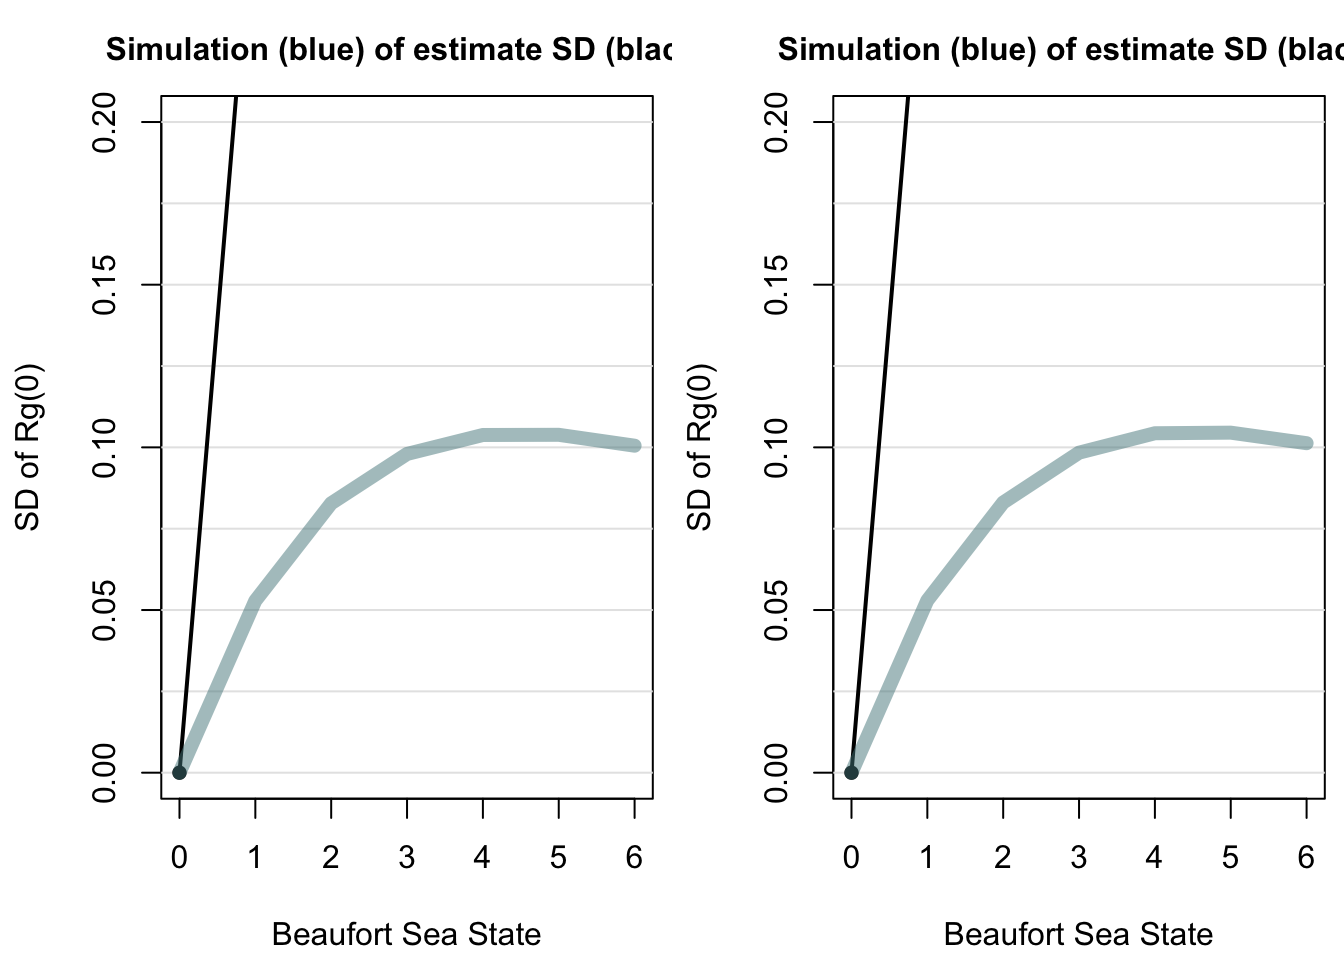 Simulation (blue) of estimate SD (blac
SD of Rg(0)
0.20
0.15
0.10
0.05
0.00
0 1 2 3 4 5 6
Beaufort Sea State
Simulation (blue) of estimate SD (blac
SD of Rg(0)
0.20
0.15
0.10
0.05
0.00
0 1 2 3 4 5 6
Beaufort Sea State